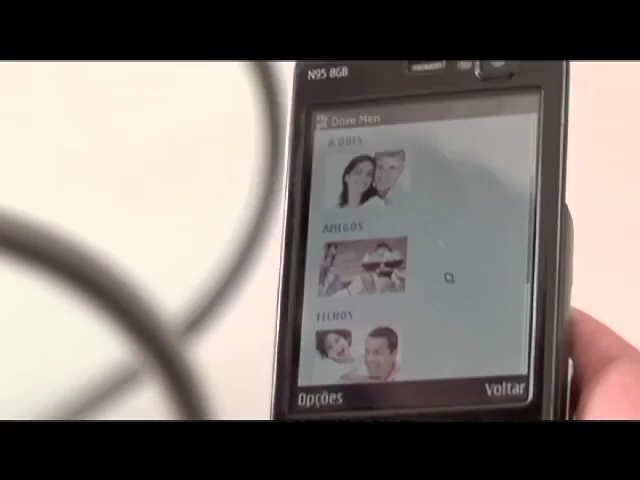 N95 8GB
Dove Men
A DOIS
AMIGOS
FILHOS
Opções
Voltar